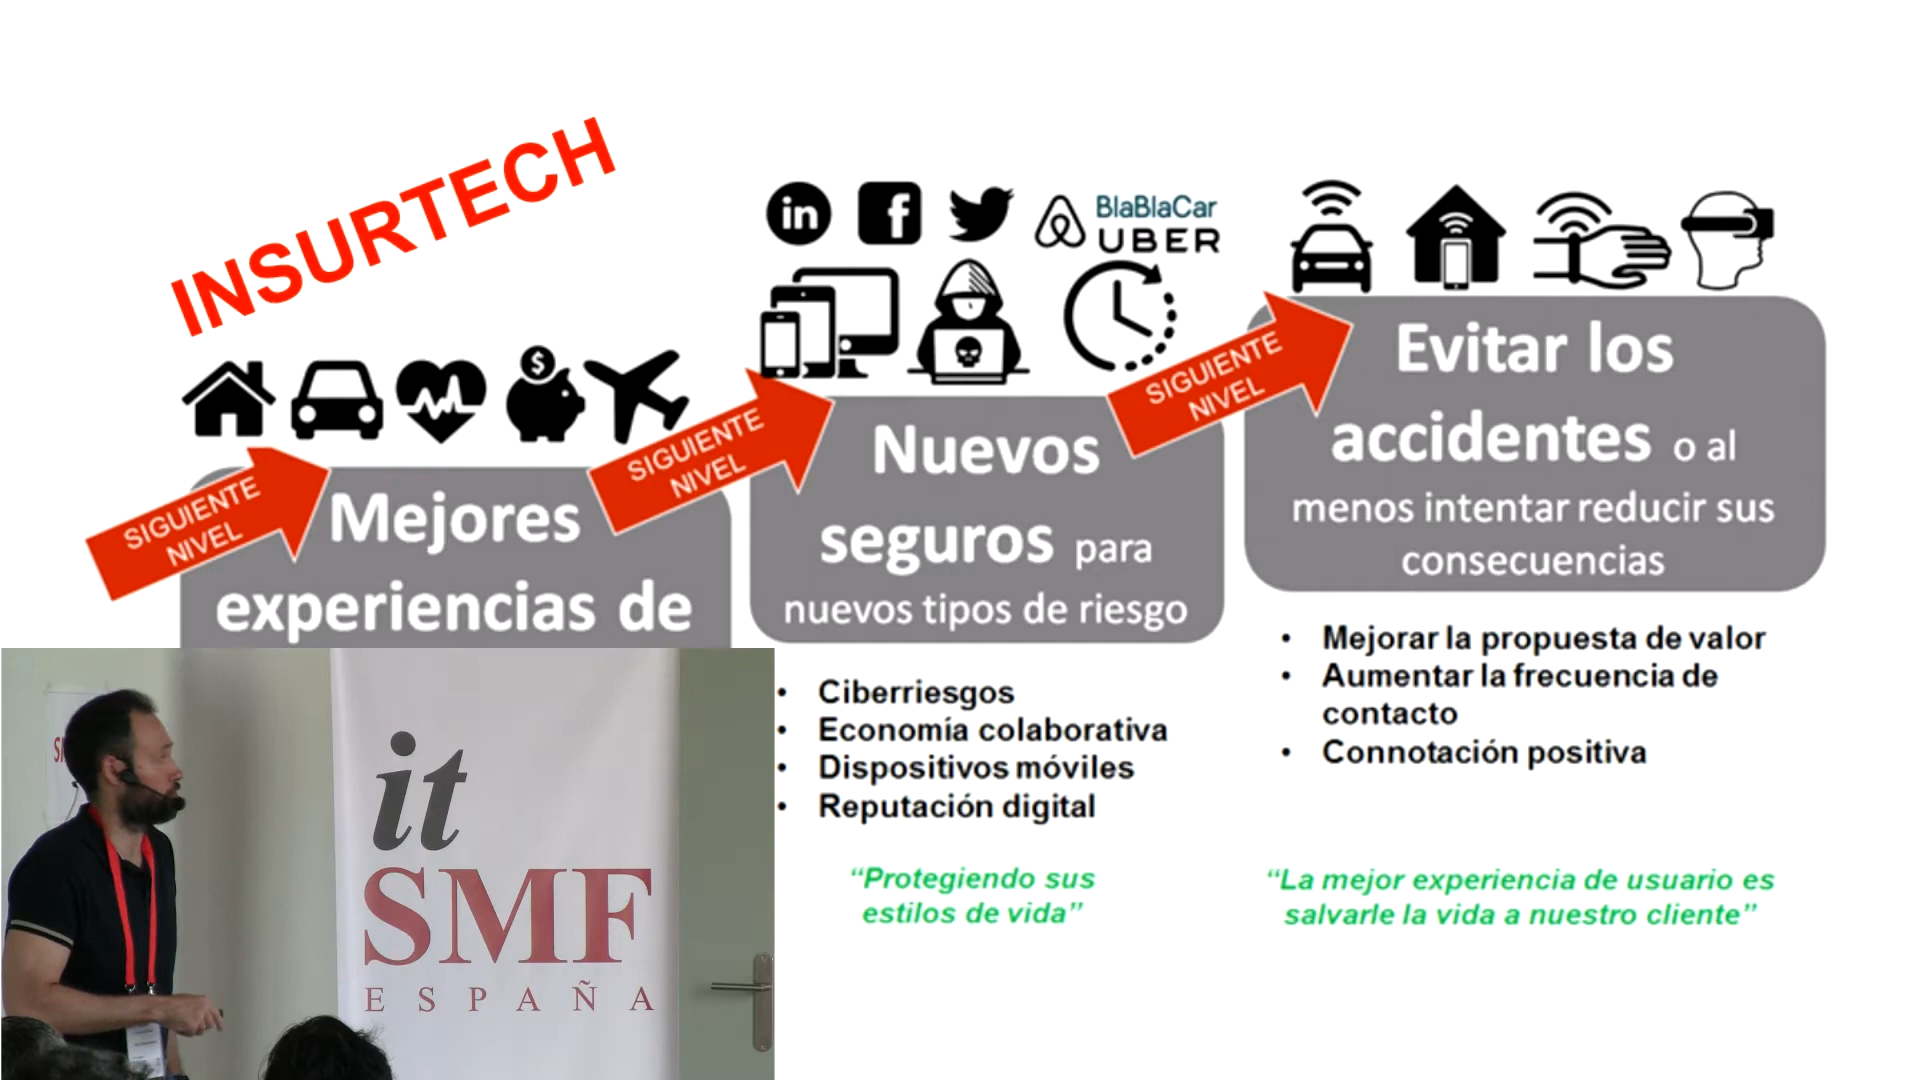 INSURTECH
SIGUIENTE
NIVEL
Mejores
experiencias de
SIGUIENTE
NIVEL
in
f
BlaBlaCar
UBER
$
Nuevos
seguros para
nuevos tipos de riesgo
• Ciberriesgos
• Economía colaborativa
• Dispositivos móviles
• Reputación digital
“Protegiendo sus
estilos de vida”
SIGUIENTE
NIVEL
Evitar los
accidentes o al
menos intentar reducir sus
consecuencias
• Mejorar la propuesta de valor
• Aumentar la frecuencia de
contacto
• Connotación positiva
“La mejor experiencia de usuario es
salvarle la vida a nuestro cliente”
it
SMF
ESPAÑA